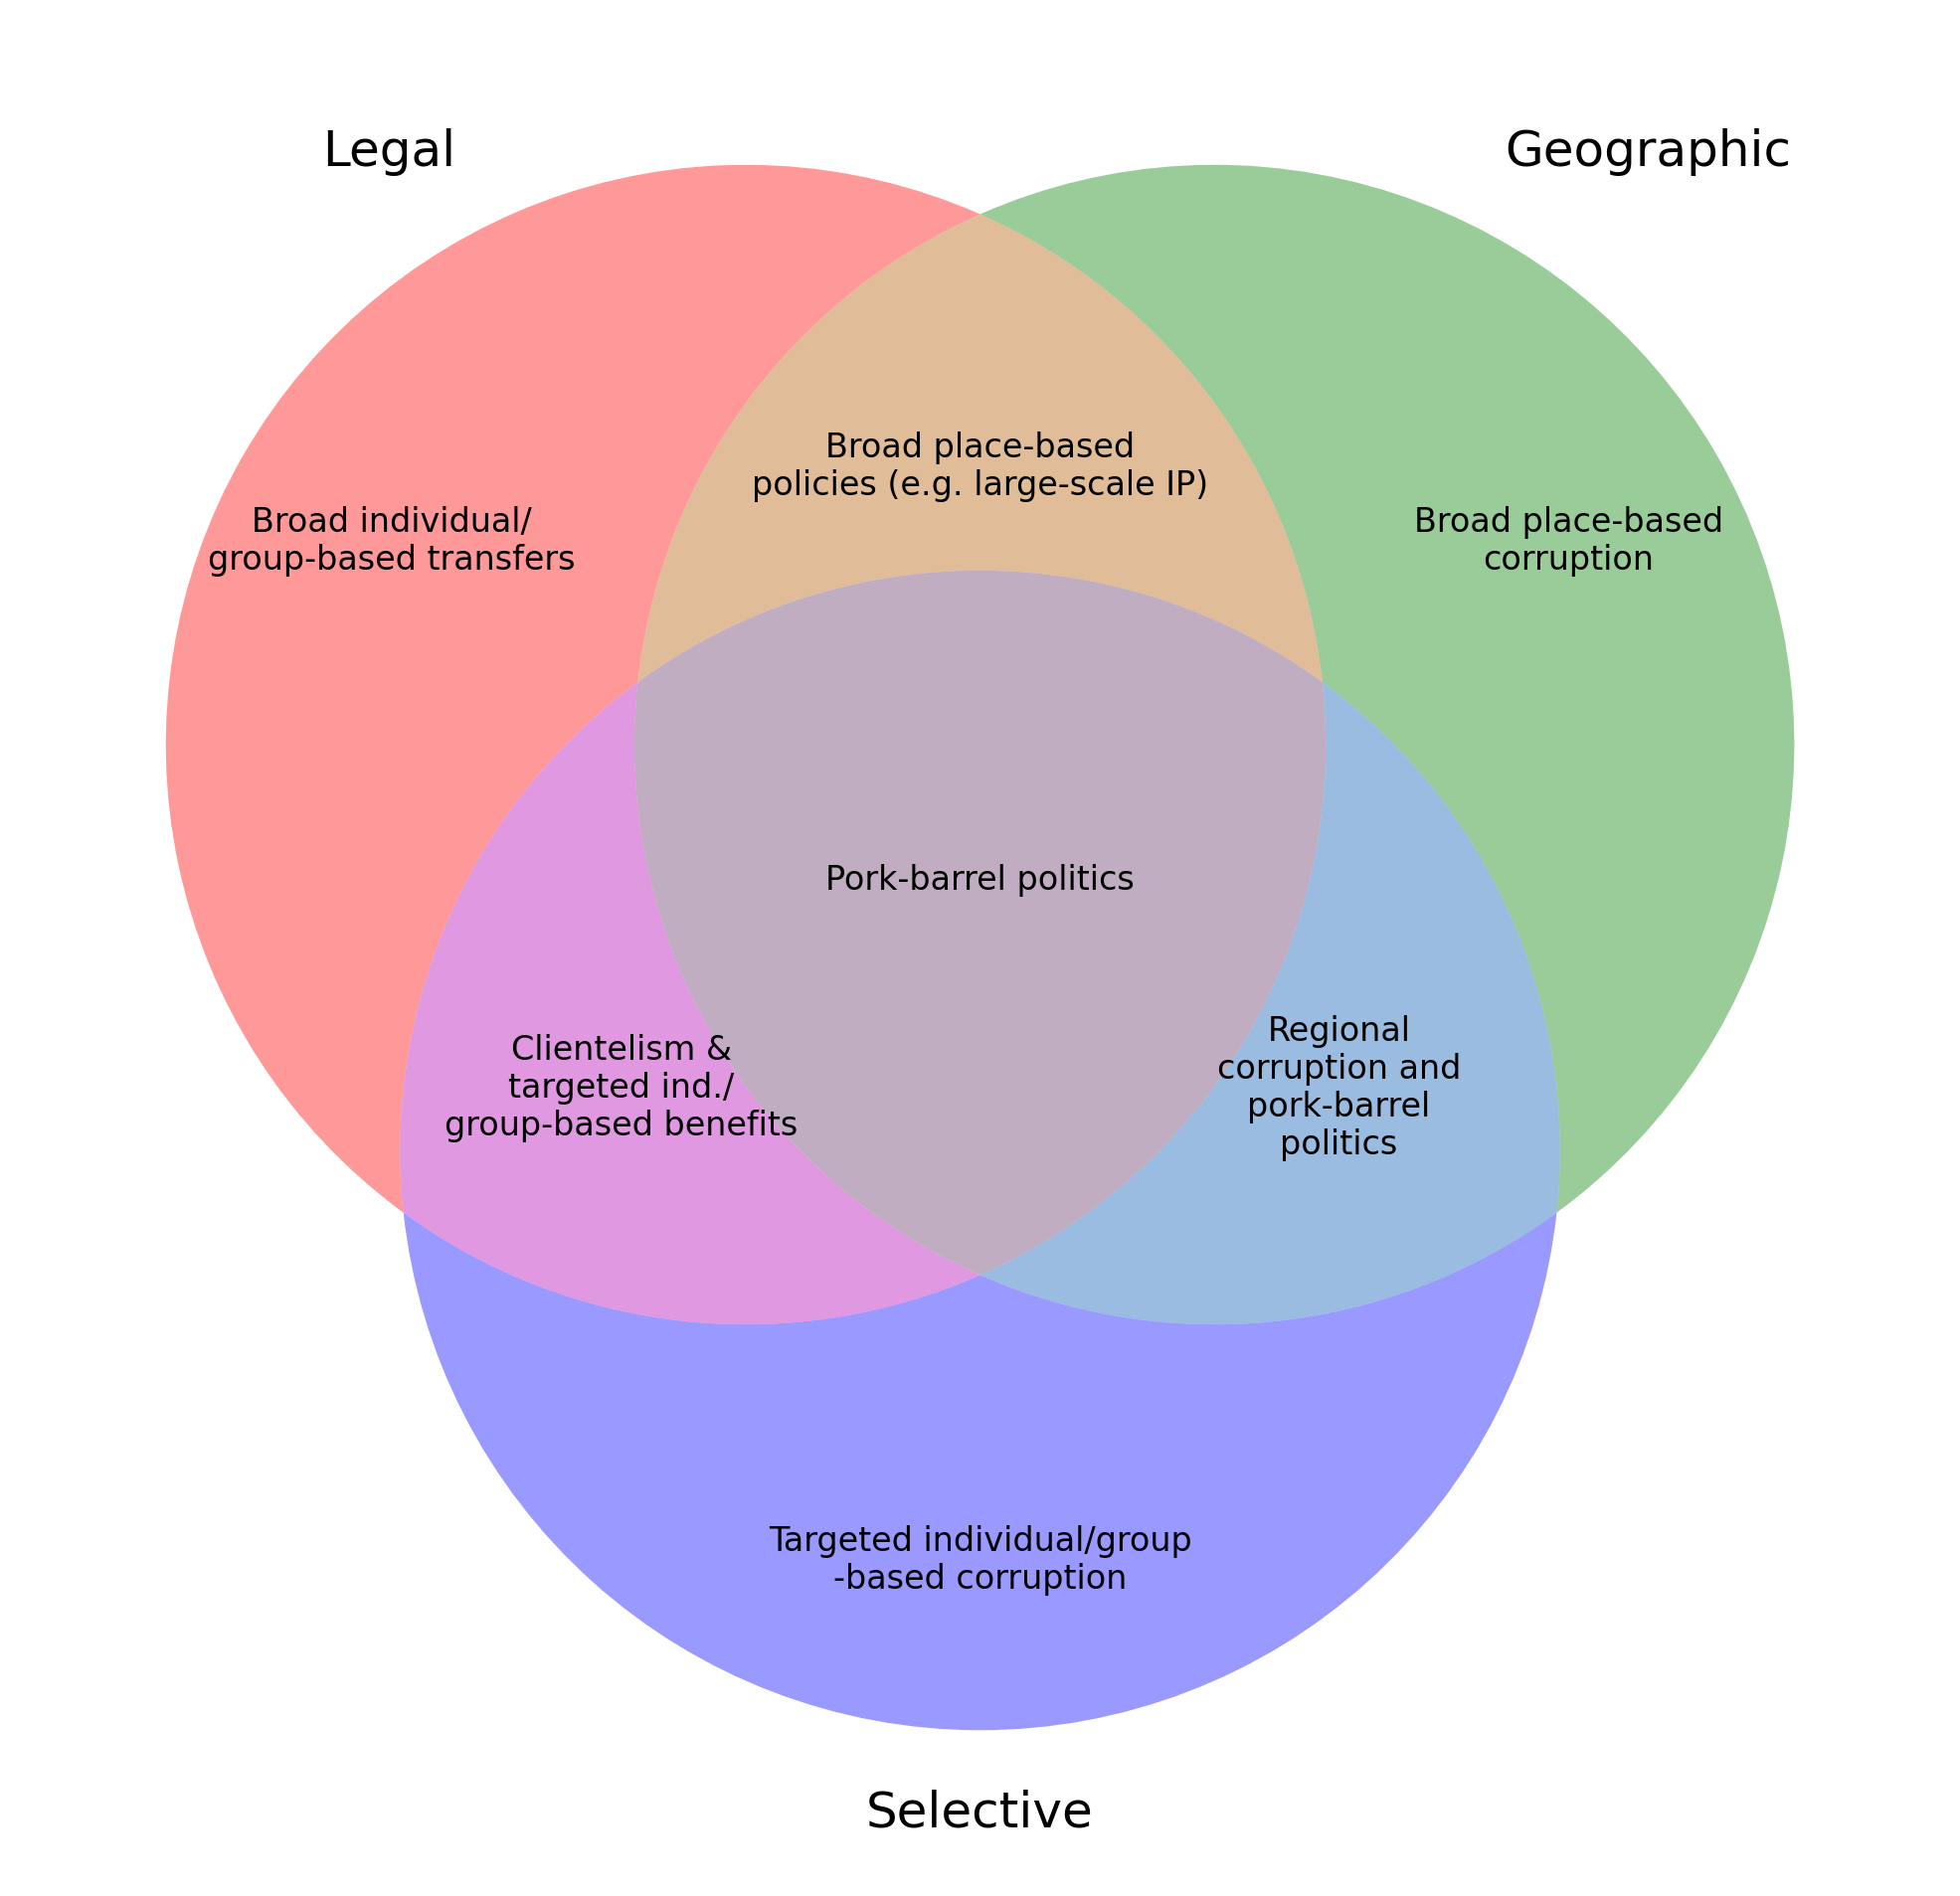 Legal
Geographic
Broad place-based
policies (e.g. large-scale IP)
Broad individual/
group-based transfers
Broad place-based
corruption
Pork-barrel politics
Clientelism &
targeted ind./
group-based benefits
Regional
corruption and
pork-barrel
politics
Targeted individual/group
-based corruption
Selective